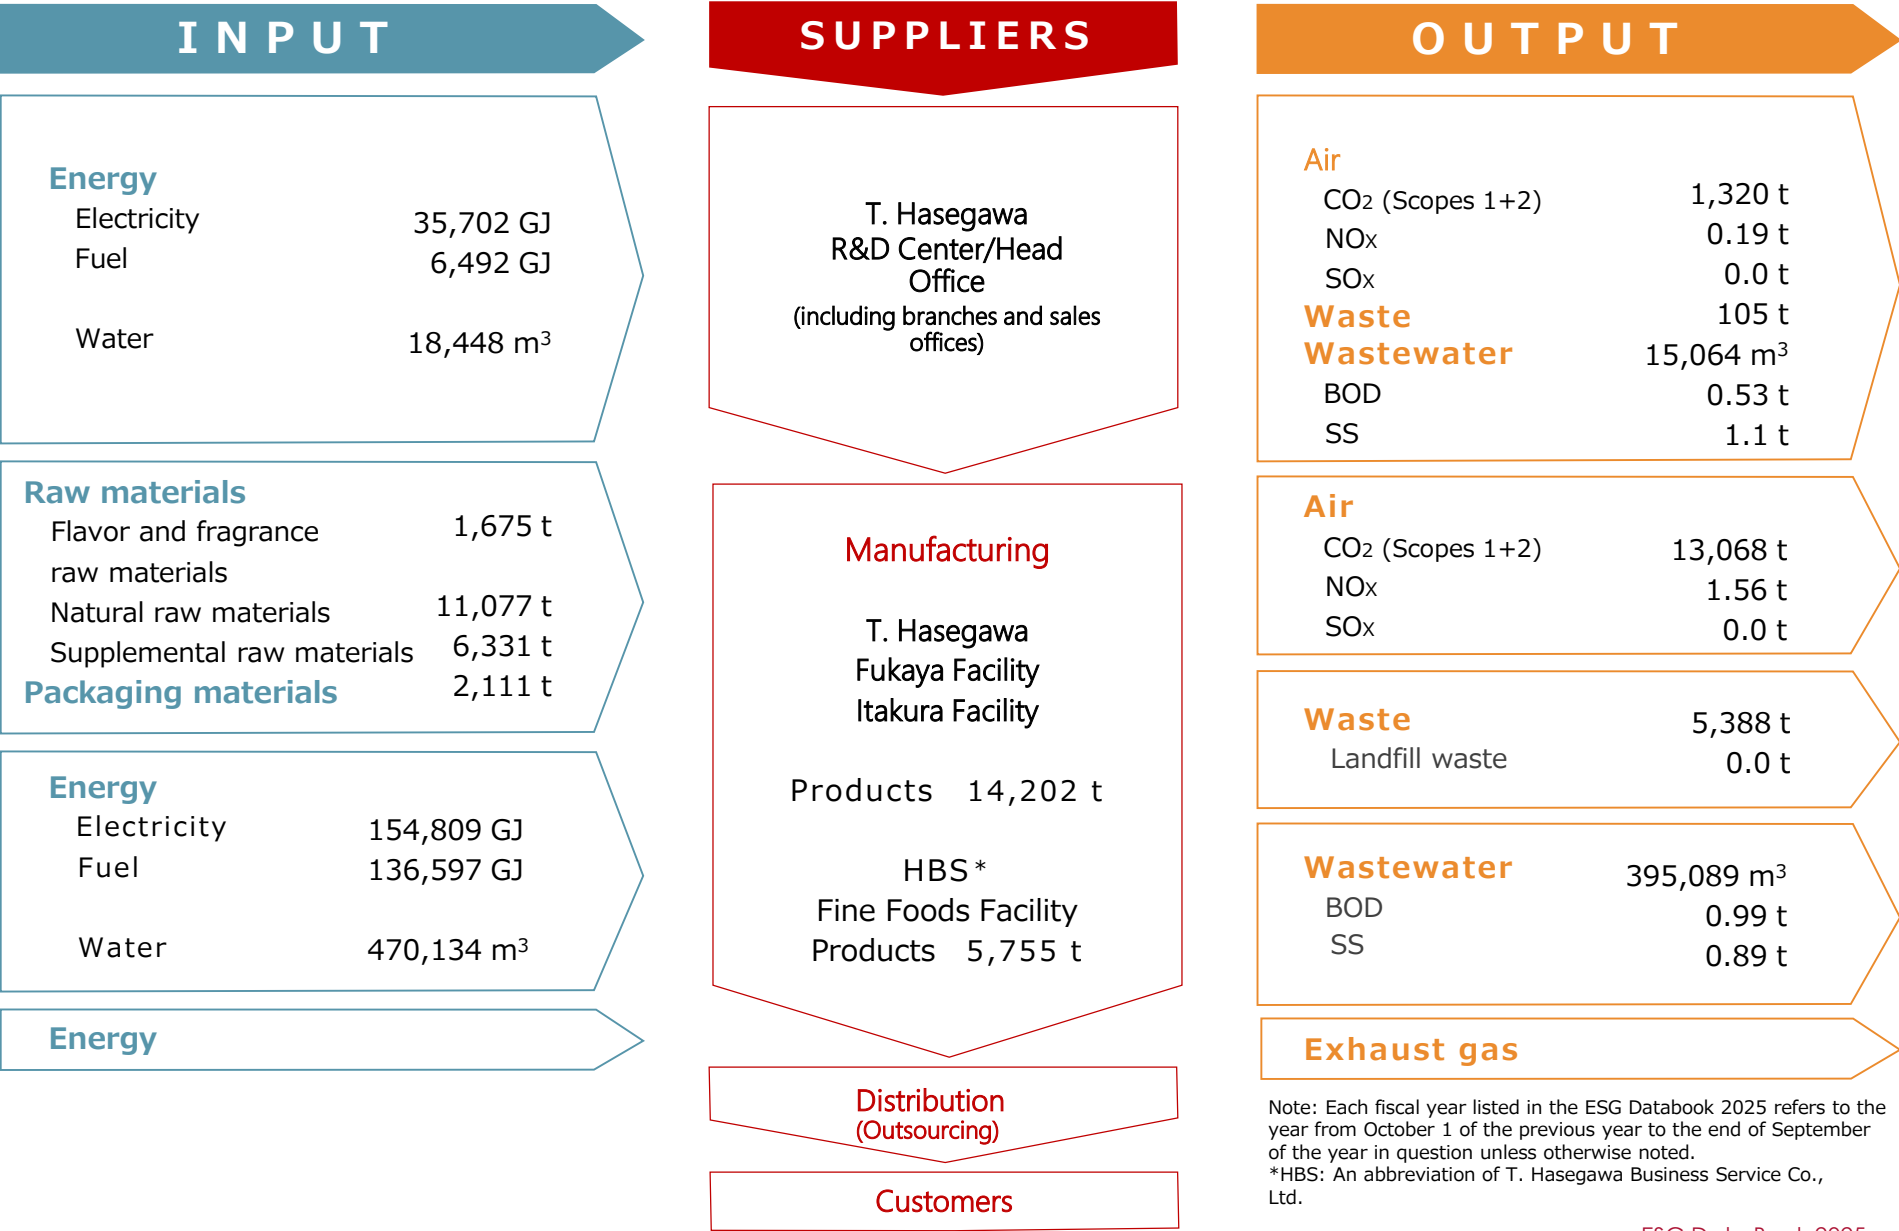 INPUT
Energy
Electricity 35,702 GJ
Fuel 6,492 GJ
Water 18,448 m³
Raw materials
Flavor and fragrance 1,675 t
raw materials
Natural raw materials 11,077 t
Supplemental raw materials 6,331 t
Packaging materials 2,111 t
Energy
Electricity 154,809 GJ
Fuel 136,597 GJ
Water 470,134 m³
Energy
SUPPLIERS
T. Hasegawa
R&D Center/Head
Office
(including branches and sales
offices)
Manufacturing
T. Hasegawa
Fukaya Facility
Itakura Facility
Products 14,202 t
HBS*
Fine Foods Facility
Products 5,755 t
Distribution
(Outsourcing)
Customers
OUTPUT
Air
CO2 (Scopes 1+2) 1,320 t
NOX 0.19 t
SOX 0.0 t
Waste 105 t
Wastewater 15,064 m³
BOD 0.53 t
SS 1.1 t
Air
CO2 (Scopes 1+2) 13,068 t
NOX 1.56 t
SOX 0.0 t
Waste 5,388 t
Landfill waste 0.0 t
Wastewater 395,089 m³
BOD 0.99 t
SS 0.89 t
Exhaust gas
Note: Each fiscal year listed in the ESG Databook 2025 refers to the
year from October 1 of the previous year to the end of September
of the year in question unless otherwise noted.
*HBS: An abbreviation of T. Hasegawa Business Service Co.,
Ltd.